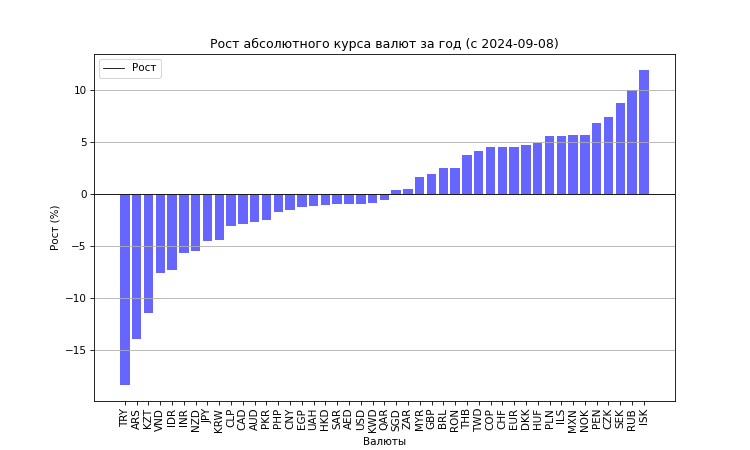 Рост абсолютного курса валют за год (с 2024-09-08)
Рост
10
5
0
−5
−10
−15
Рост (%)
TRY ARS KZT VND IDR INR NZD JPY KRW CLP CAD AUD PKR PHP CNY EGP UAH HKD SAR AED USD KWD QAR SGD ZAR MYR GBP BRL RON THB TWD COP CHF EUR DKK HUF PLN ILS MXN NOK PEN CZK SEK RUB ISK
Валюты